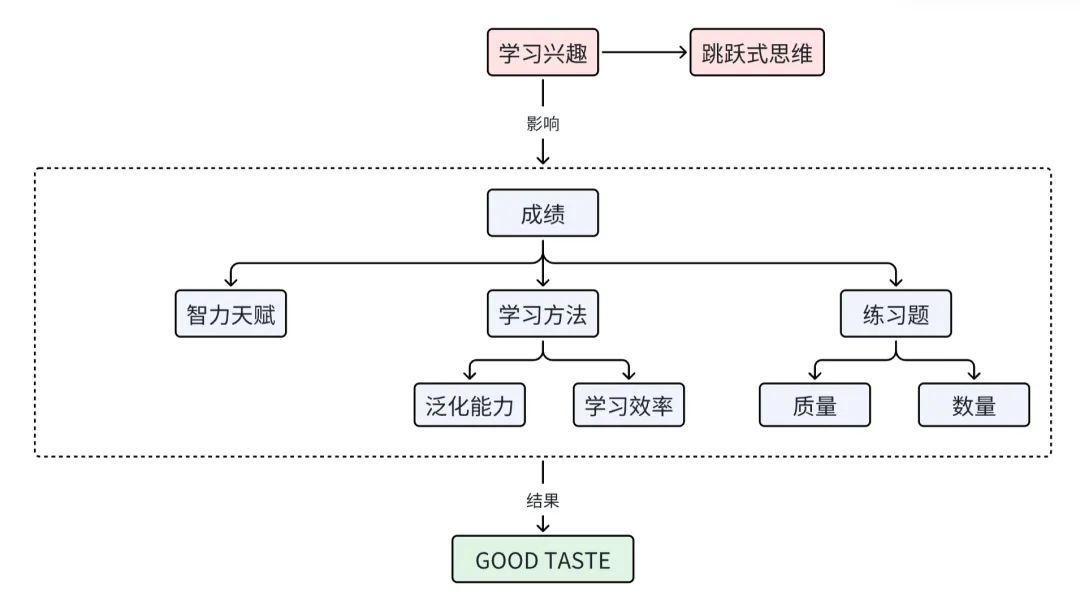 学习兴趣
跳跃式思维
影响
成绩
智力天赋
学习方法
练习题
泛化能力
学习效率
质量
数量
结果
GOOD TASTE